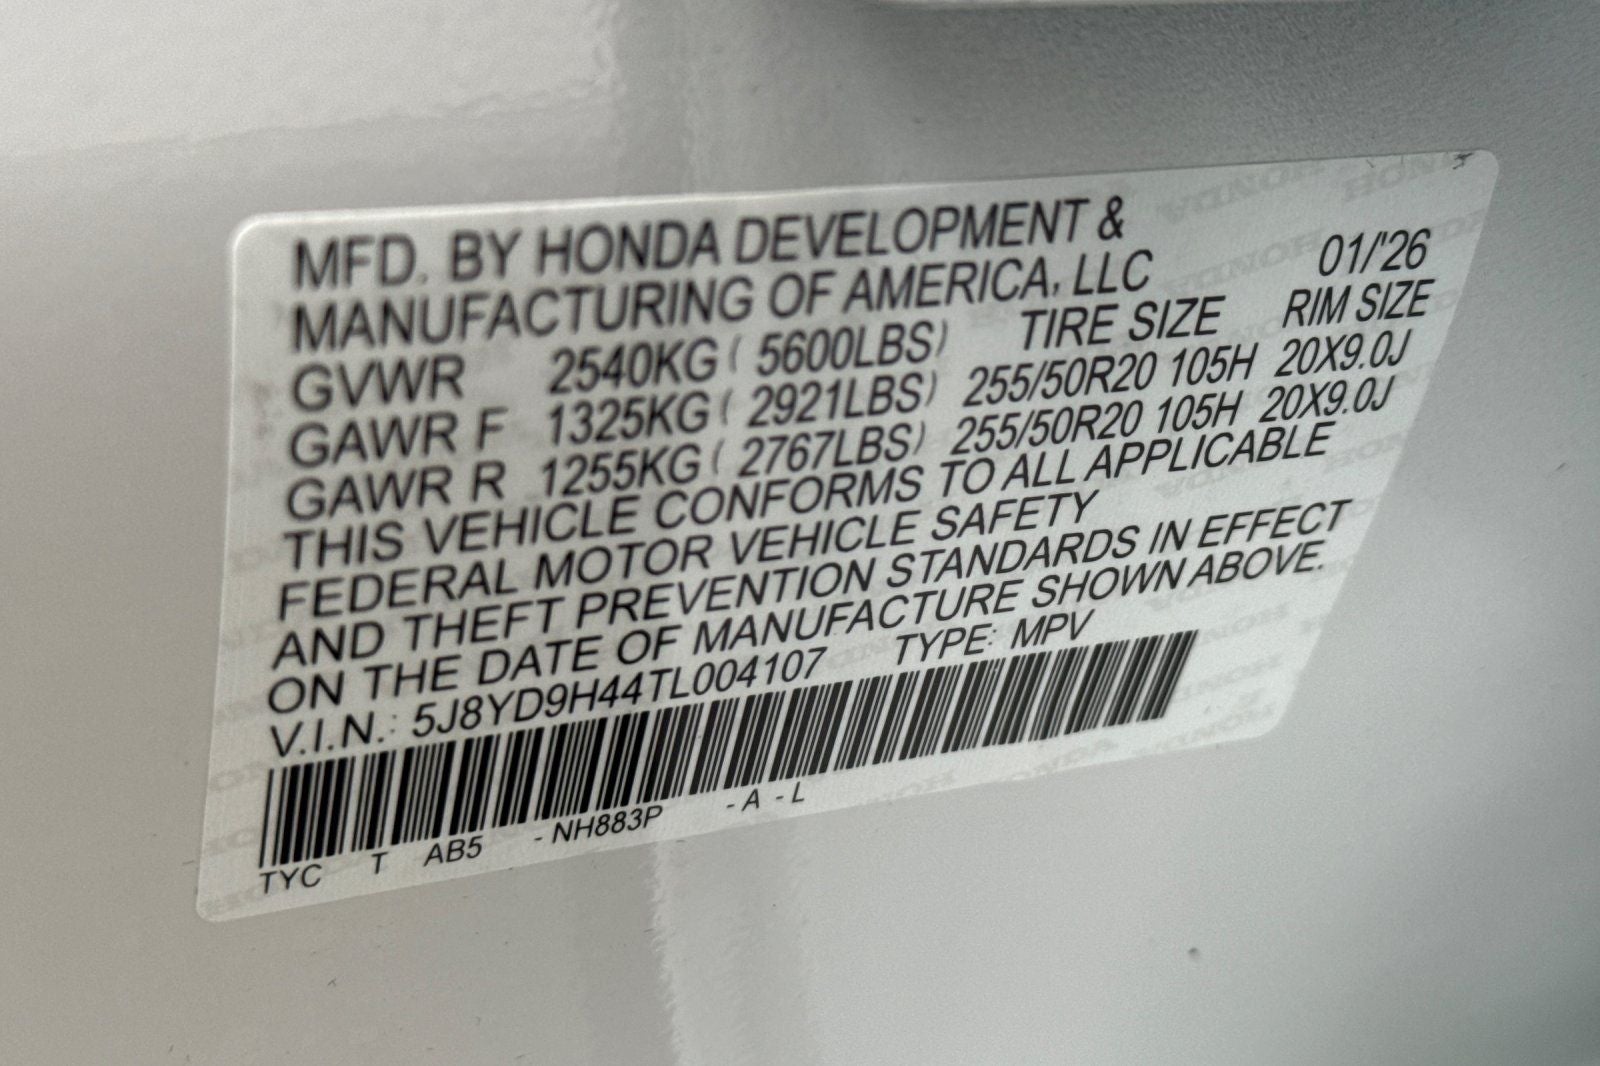 MFD. BY HONDA DEVELOPMENT &
MANUFACTURING OF AMERICA, LLC 01/'26
GVWR 2540KG ( 5600LBS) TIRE SIZE RIM SIZE
GAWR F 1325KG ( 2921LBS) 255/50R20 105H 20X9.0J
GAWR R 1255KG ( 2767LBS) 255/50R20 105H 20X9.0J
THIS VEHICLE CONFORMS TO ALL APPLICABLE
FEDERAL MOTOR VEHICLE SAFETY
AND THEFT PREVENTION STANDARDS IN EFFECT
ON THE DATE OF MANUFACTURE SHOWN ABOVE.
V.I.N.: 5J8YD9H44TL004107 TYPE: MPV
TYC T AB5 - NH883P - A - L